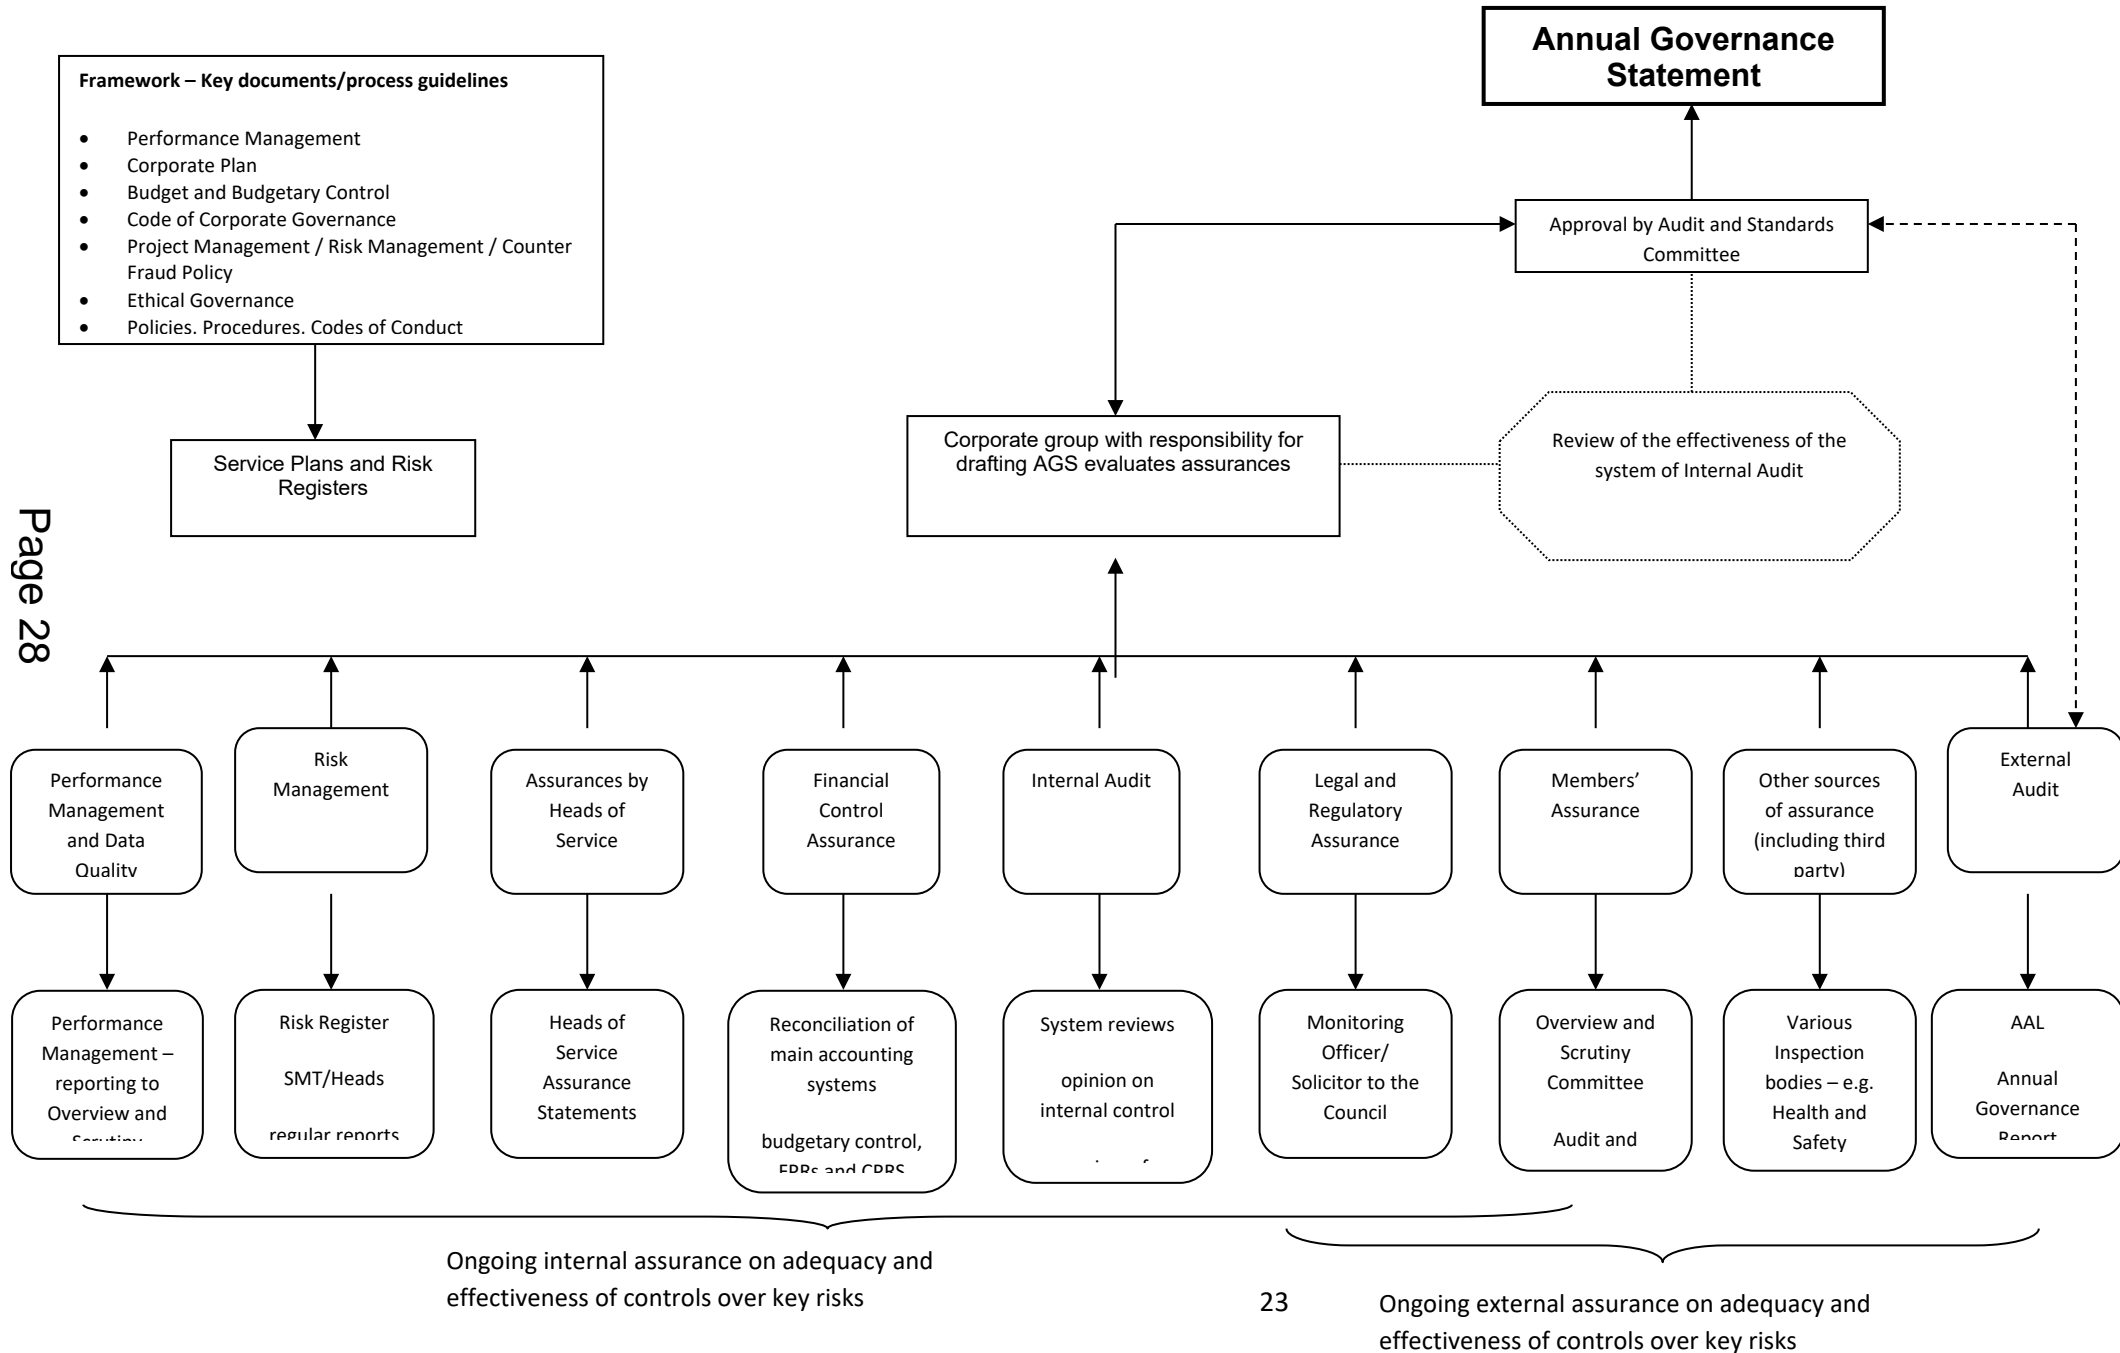 Annual Governance
Statement
Framework – Key documents/process guidelines
• Performance Management
• Corporate Plan
• Budget and Budgetary Control
• Code of Corporate Governance
• Project Management / Risk Management / Counter
Fraud Policy
• Ethical Governance
• Policies. Procedures. Codes of Conduct
Approval by Audit and Standards
Committee
Service Plans and Risk
Registers
Corporate group with responsibility for
drafting AGS evaluates assurances
Review of the effectiveness of the
system of Internal Audit
Page 28
Performance
Management
and Data
Quality
Risk
Management
Assurances by
Heads of
Service
Financial
Control
Assurance
Internal Audit
Legal and
Regulatory
Assurance
Members’
Assurance
Other sources
of assurance
(including third
party)
External
Audit
Performance
Management –
reporting to
Overview and
Scrutiny
Risk Register
SMT/Heads
regular reports
Heads of
Service
Assurance
Statements
Reconciliation of
main accounting
systems
budgetary control,
and CPRS
System reviews
opinion on
internal control
Monitoring
Officer/
Solicitor to the
Council
Overview and
Scrutiny
Committee
Audit and
Various
Inspection
bodies – e.g.
Health and
Safety
AAL
Annual
Governance
Report
Ongoing internal assurance on adequacy and
effectiveness of controls over key risks
23
Ongoing external assurance on adequacy and
effectiveness of controls over key risks